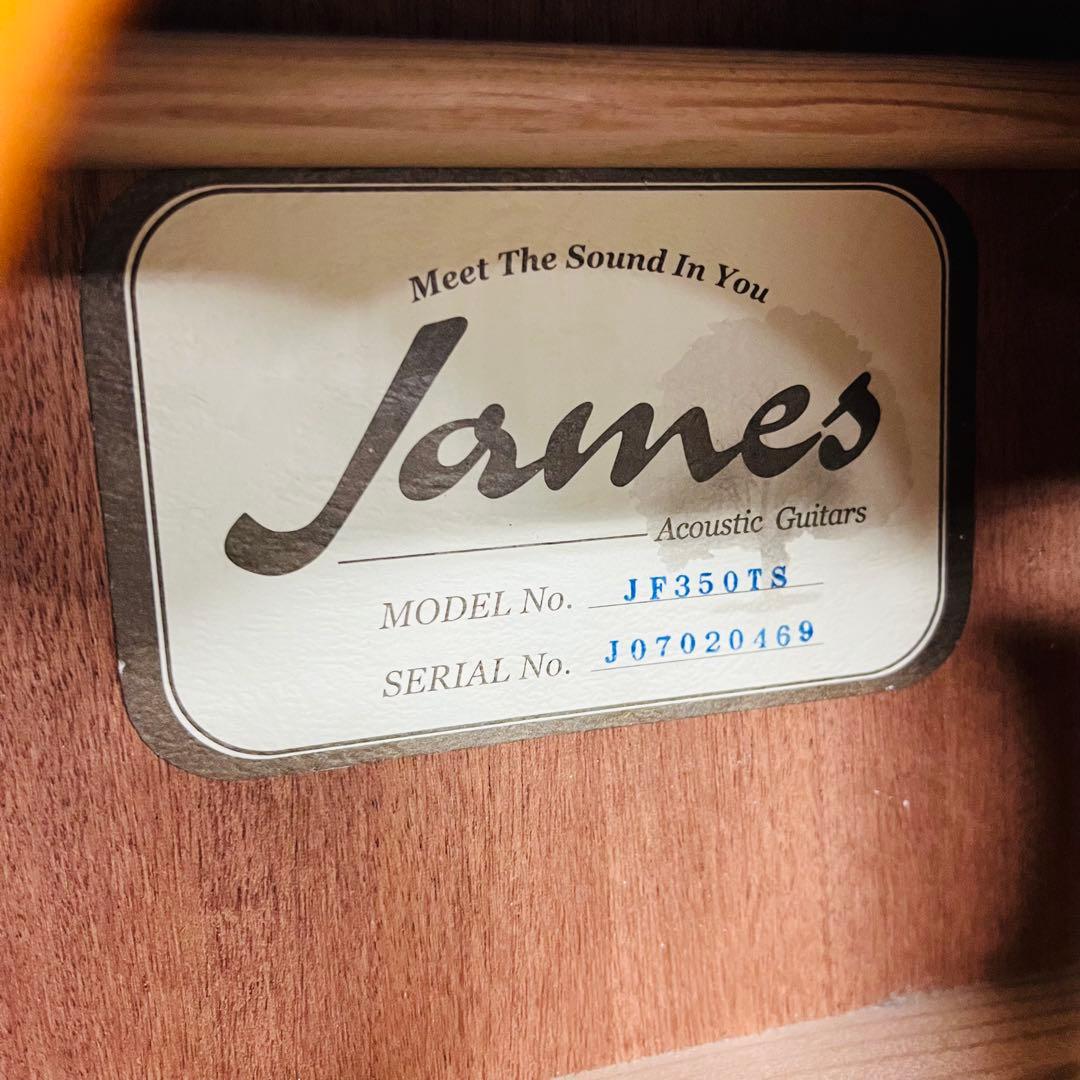 Meet The Sound In You
James
Acoustic Guitars
MODEL No. JF350TS
SERIAL No. J07020469